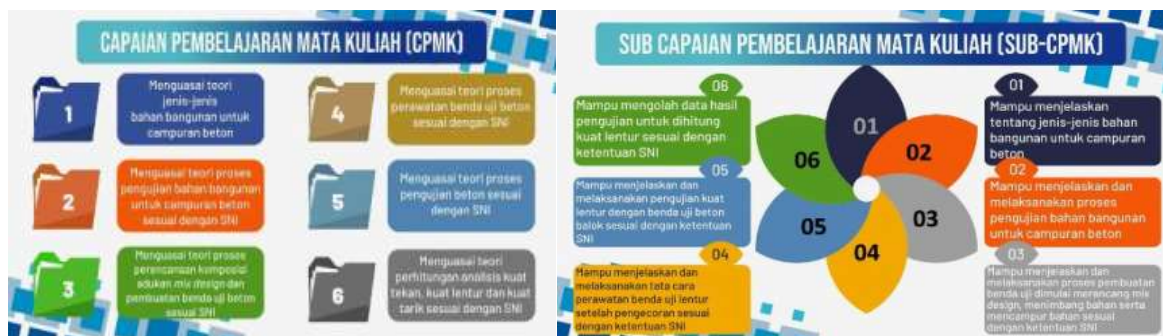 CAPAIAN PEMBELAJARAN MATA KULIAH (CPMK)
1
Menguasai teori
jenis-jenis
bahan bangunan untuk
campuran beton
2
Menguasai teori proses
pengujian bahan bangunan
untuk campuran beton
sesuai dengan SNI
3
Menguasai teori proses
perencanaan komposisi
adukan mix design dan
pembuatan benda uji beton
sesuai SNI
4
Menguasai teori proses
perawatan benda uji beton
sesuai dengan SNI
5
Menguasai teori proses
pengujian beton sesuai
dengan SNI
6
Menguasai teori
perhitungan analisis kuat
tekan, kuat lentur dan kuat
tarik sesuai dengan SNI
SUB CAPAIAN PEMBELAJARAN MATA KULIAH (SUB-CPMK)
06
Mampu mengolah data hasil
pengujian untuk dihitung
kuat lentur sesuai dengan
ketentuan SNI
05
Mampu menjelaskan dan
melaksanakan pengujian kuat
lentur dengan benda uji beton
balok sesuai dengan ketentuan
SNI
04
Mampu menjelaskan dan
melaksanakan tata cara
perawatan benda uji lentur
setelah pengecoran sesuai
dengan ketentuan SNI
01
02
03
04
05
06
01
Mampu menjelaskan
tentang jenis-jenis bahan
bangunan untuk campuran
beton
02
Mampu menjelaskan dan
melaksanakan proses
pengujian bahan bangunan
untuk campuran beton
03
Mampu menjelaskan dan
melaksanakan proses pembuatan
benda uji dimulai merancang mix
design, menimbang bahan serta
mencampur bahan sesuai
dengan ketentuan SNI